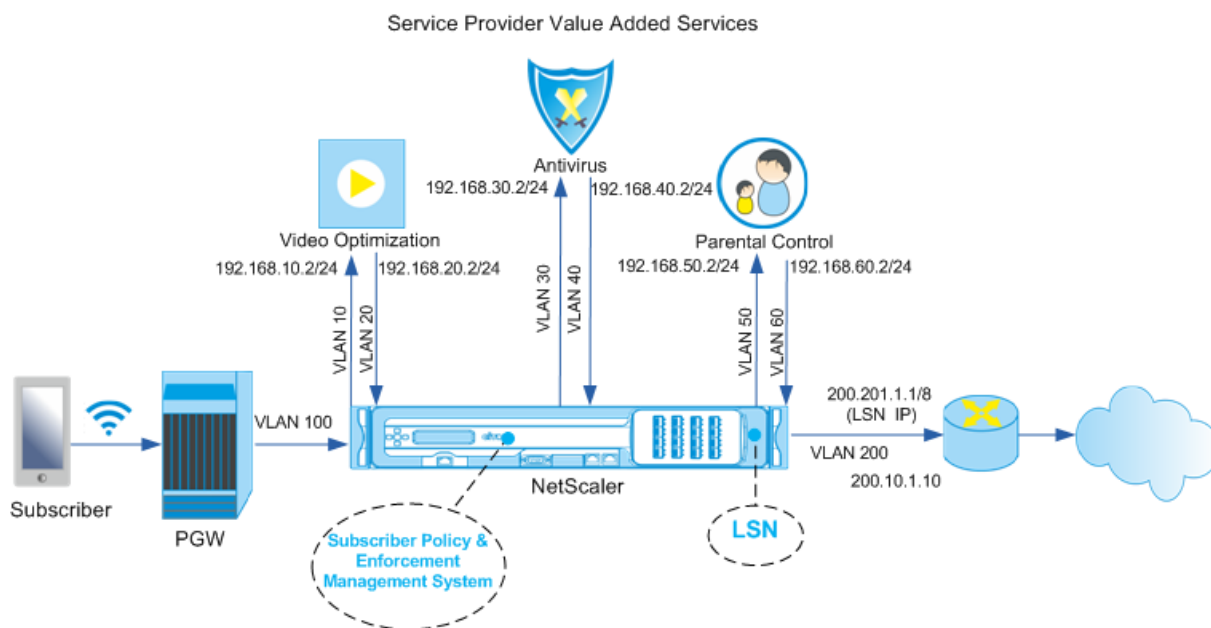 Service Provider Value Added Services
Antivirus
192.168.30.2/24
192.168.40.2/24
Video Optimization
Parental Control
192.168.10.2/24
192.168.20.2/24
192.168.50.2/24
192.168.60.2/24
VLAN 10
VLAN 20
VLAN 30
VLAN 40
VLAN 50
VLAN 60
VLAN 100
200.201.1.1/8
(LSN IP)
VLAN 200
200.10.1.10
NetScaler
Subscriber
PGW
Subscriber Policy &
Enforcement
Management System
LSN